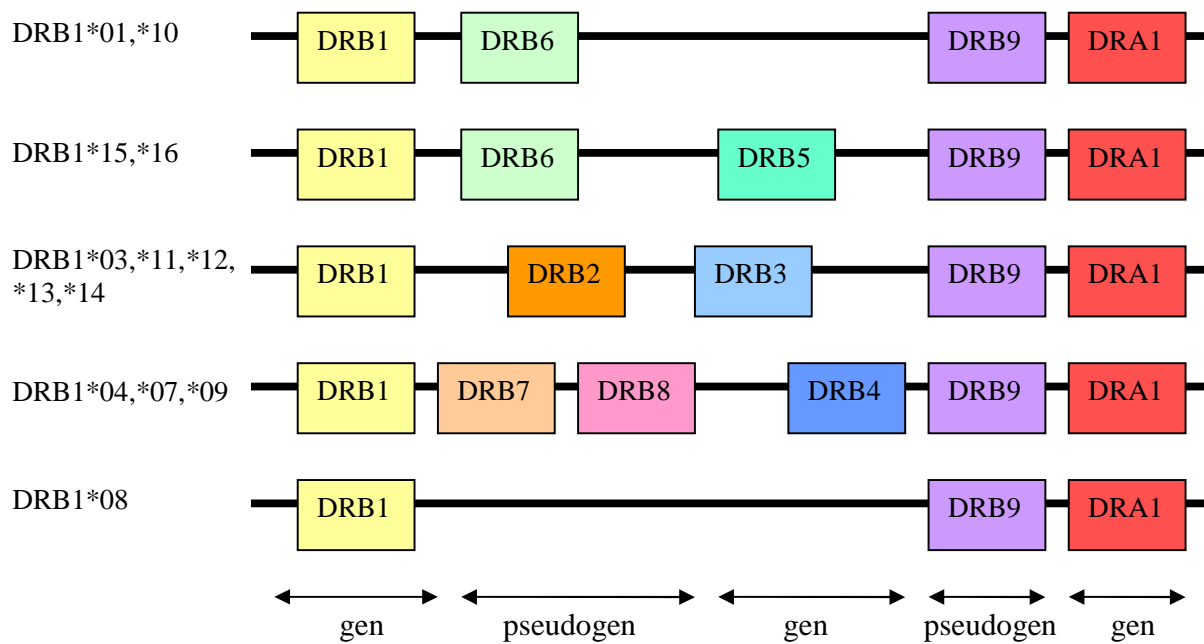 DRB1*01,*10 DRB1 DRB6 DRB9 DRA1
DRB1*15,*16 DRB1 DRB6 DRB5 DRB9 DRA1
DRB1*03,*11,*12,
*13,*14 DRB1 DRB2 DRB3 DRB9 DRA1
DRB1*04,*07,*09 DRB1 DRB7 DRB8 DRB4 DRB9 DRA1
DRB1*08 DRB1 DRB9 DRA1
gen pseudogen gen pseudogen gen